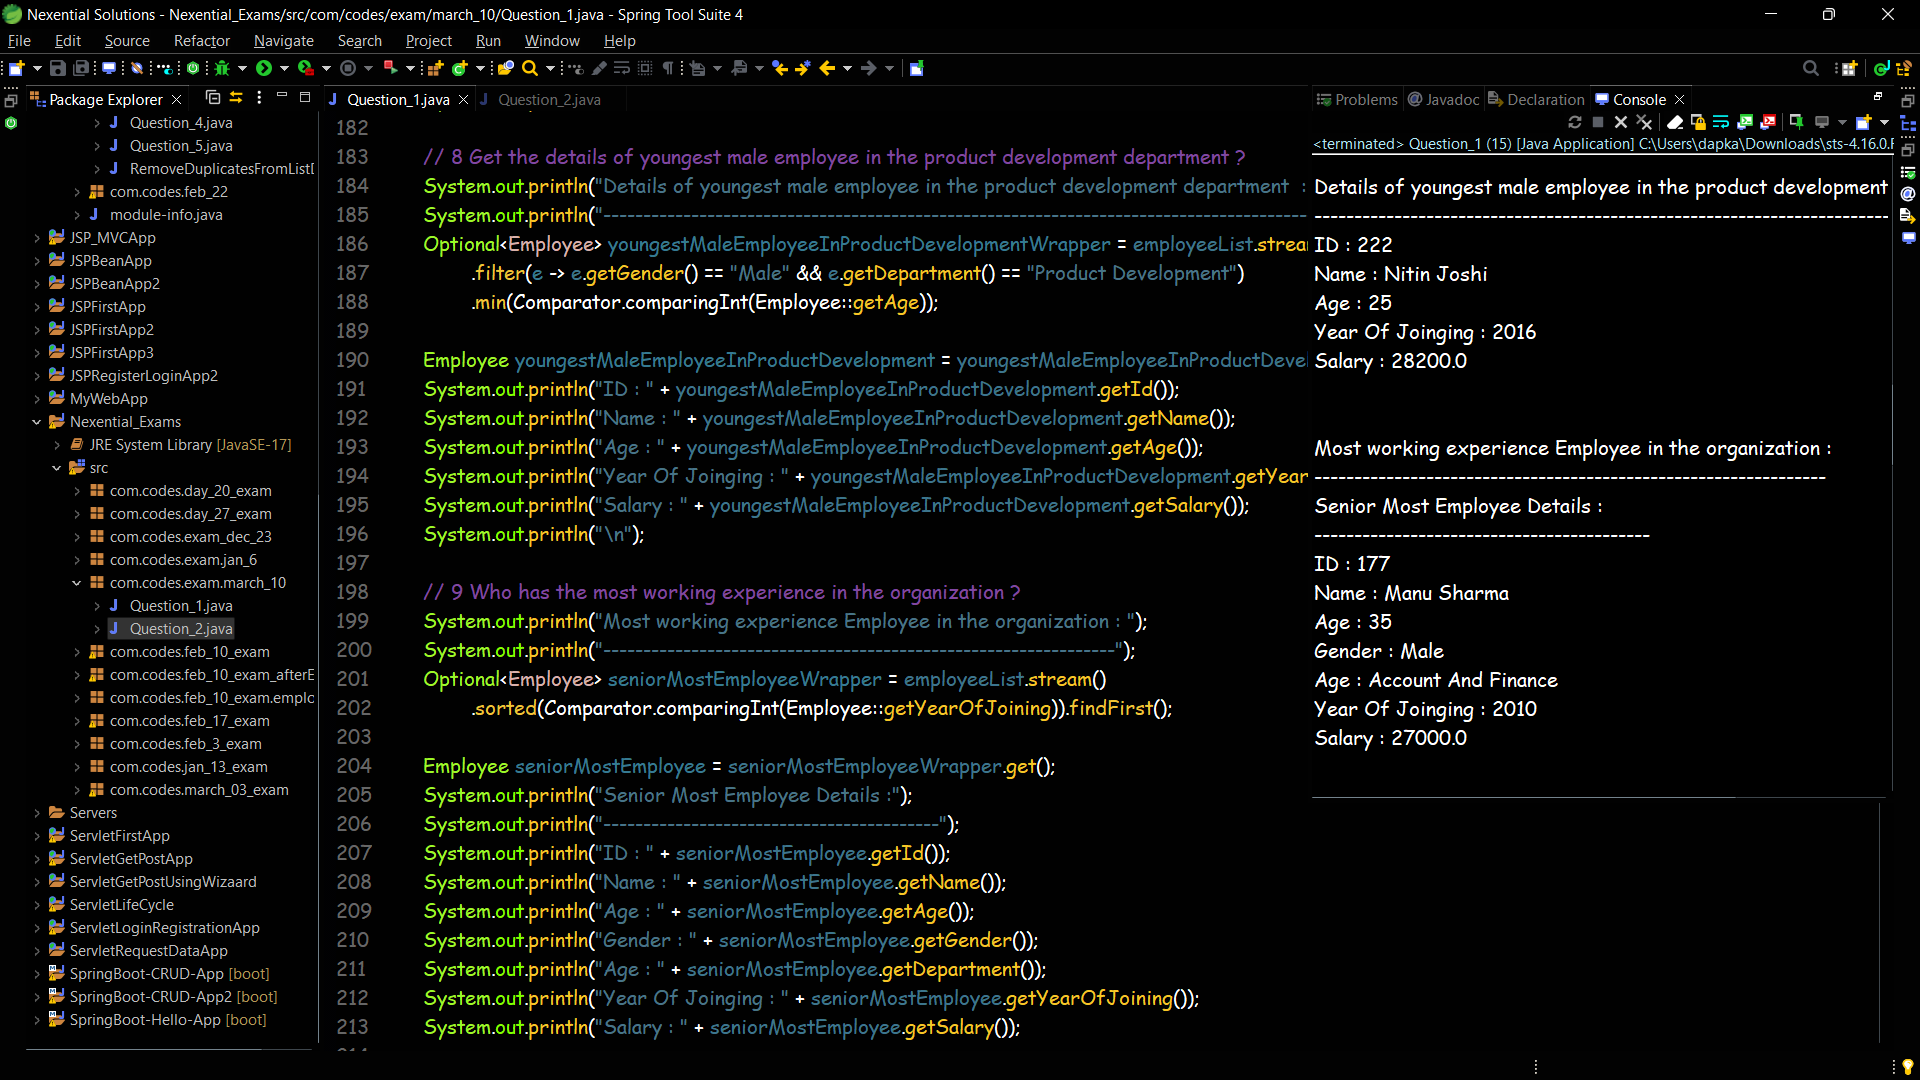 Nexential Solutions - Nexential_Exams/src/com/codes/exam/march_10/Question_1.java - Spring Tool Suite 4
File Edit Source Refactor Navigate Search Project Run Window Help
Package Explorer
Question_4.java
Question_5.java
RemoveDuplicatesFromListI
com.codes.feb_22
module-info.java
JSP_MVCApp
JSPBeanApp
JSPBeanApp2
JSPFirstApp
JSPFirstApp2
JSPFirstApp3
JSPRegisterLoginApp2
MyWebApp
Nexential_Exams
JRE System Library [JavaSE-17]
src
com.codes.day_20_exam
com.codes.day_27_exam
com.codes.exam_dec_23
com.codes.exam.jan_6
com.codes.exam.march_10
Question_1.java
Question_2.java
com.codes.feb_10_exam
com.codes.feb_10_exam_afterE
com.codes.feb_10_exam.emplc
com.codes.feb_17_exam
com.codes.feb_3_exam
com.codes.jan_13_exam
com.codes.march_03_exam
Servers
ServletFirstApp
ServletGetPostApp
ServletGetPostUsingWizaard
ServletLifeCycle
ServletLoginRegistrationApp
ServletRequestDataApp
SpringBoot-CRUD-App [boot]
SpringBoot-CRUD-App2 [boot]
SpringBoot-Hello-App [boot]
Question_1.java Question_2.java
182
183 // 8 Get the details of youngest male employee in the product development department ?
184 System.out.println("Details of youngest male employee in the product development department :
185 System.out.println("----------------------------------------------------------------------------------------
186 Optional<Employee> youngestMaleEmployeeInProductDevelopmentWrapper = employeeList.strear
187 .filter(e -> e.getGender() == "Male" && e.getDepartment() == "Product Development")
188 .min(Comparator.comparingInt(Employee::getAge));
189
190 Employee youngestMaleEmployeeInProductDevelopment = youngestMaleEmployeeInProductDevel
191 System.out.println("ID : " + youngestMaleEmployeeInProductDevelopment.getId());
192 System.out.println("Name : " + youngestMaleEmployeeInProductDevelopment.getName());
193 System.out.println("Age : " + youngestMaleEmployeeInProductDevelopment.getAge());
194 System.out.println("Year Of Joinging : " + youngestMaleEmployeeInProductDevelopment.getYear
195 System.out.println("Salary : " + youngestMaleEmployeeInProductDevelopment.getSalary());
196 System.out.println("\n");
197
198 // 9 Who has the most working experience in the organization ?
199 System.out.println("Most working experience Employee in the organization : ");
200 System.out.println("----------------------------------------------------------------");
201 Optional<Employee> seniorMostEmployeeWrapper = employeeList.stream()
202 .sorted(Comparator.comparingInt(Employee::getYearOfJoining)).findFirst();
203
204 Employee seniorMostEmployee = seniorMostEmployeeWrapper.get();
205 System.out.println("Senior Most Employee Details :");
206 System.out.println("------------------------------------------");
207 System.out.println("ID : " + seniorMostEmployee.getId());
208 System.out.println("Name : " + seniorMostEmployee.getName());
209 System.out.println("Age : " + seniorMostEmployee.getAge());
210 System.out.println("Gender : " + seniorMostEmployee.getGender());
211 System.out.println("Age : " + seniorMostEmployee.getDepartment());
212 System.out.println("Year Of Joinging : " + seniorMostEmployee.getYearOfJoining());
213 System.out.println("Salary : " + seniorMostEmployee.getSalary());
Problems Javadoc Declaration Console
<terminated> Question_1 (15) [Java Application] C:\Users\dapka\Downloads\sts-4.16.0.F
Details of youngest male employee in the product development
------------------------------------------------------------------------
ID : 222
Name : Nitin Joshi
Age : 25
Year Of Joinging : 2016
Salary : 28200.0
Most working experience Employee in the organization :
----------------------------------------------------------------
Senior Most Employee Details :
------------------------------------------
ID : 177
Name : Manu Sharma
Age : 35
Gender : Male
Age : Account And Finance
Year Of Joinging : 2010
Salary : 27000.0